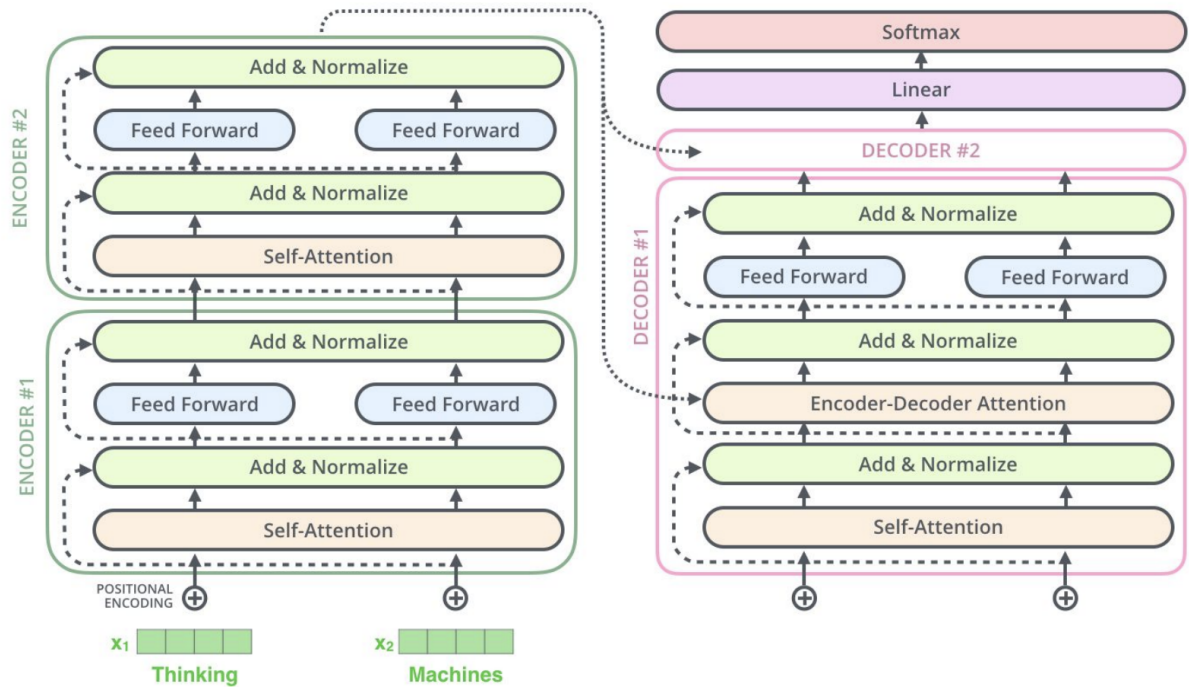 ENCODER #2
Add & Normalize
Feed Forward
Feed Forward
Add & Normalize
Self-Attention
ENCODER #1
Add & Normalize
Feed Forward
Feed Forward
Add & Normalize
Self-Attention
POSITIONAL
ENCODING
x₁
x₂
Thinking
Machines
Softmax
Linear
DECODER #2
DECODER #1
Add & Normalize
Feed Forward
Feed Forward
Add & Normalize
Encoder-Decoder Attention
Add & Normalize
Self-Attention